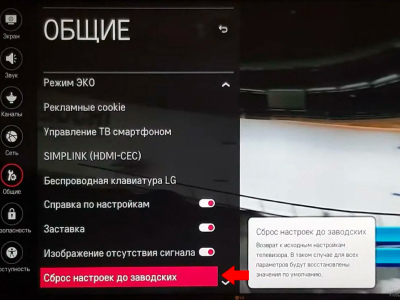 ОБЩИЕ
Экран
Звук
Каналы
Сеть
Общие
езопасность
оступность
Режим ЭКО
Рекламные cookie
Управление ТВ смартфоном
SIMPLINK (HDMI-CEC)
Беспроводная клавиатура LG
Справка по настройкам
Заставка
Изображение отсутствия сигнала
Сброс настроек до заводских
Сброс настроек до заводских
Возврат к исходным настройкам
телевизора. В таком случае для всех
параметров будут восстановлены
значения по умолчанию.